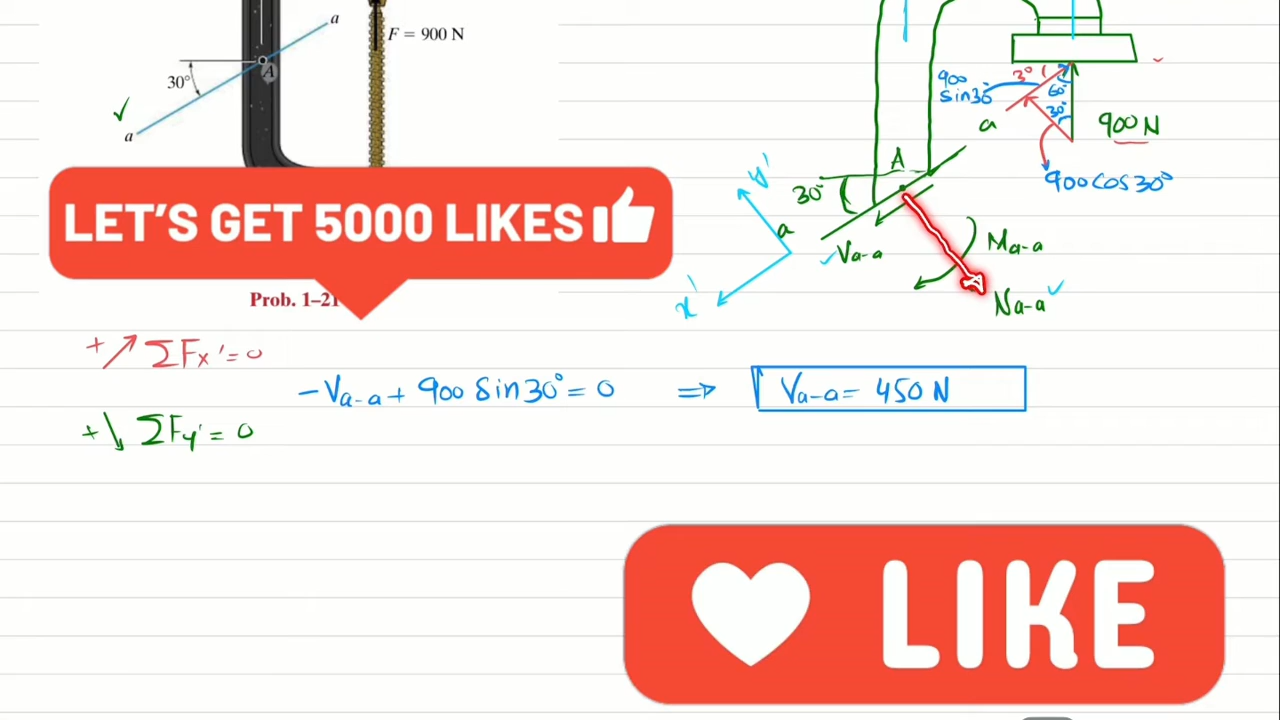 a
F = 900 N
A
30°
a
LET'S GET 5000 LIKES
Prob. 1–21
900
sin30°
30°
60°
30°
a
900 N
900 cos 30°
A
30°
a
y'
x'
Va-a
Ma-a
Na-a
+↗ ΣFx' = 0
-Va-a + 900 Sin 30° = 0 ⇒ Va-a = 450 N
+↘ ΣFy' = 0
LIKE